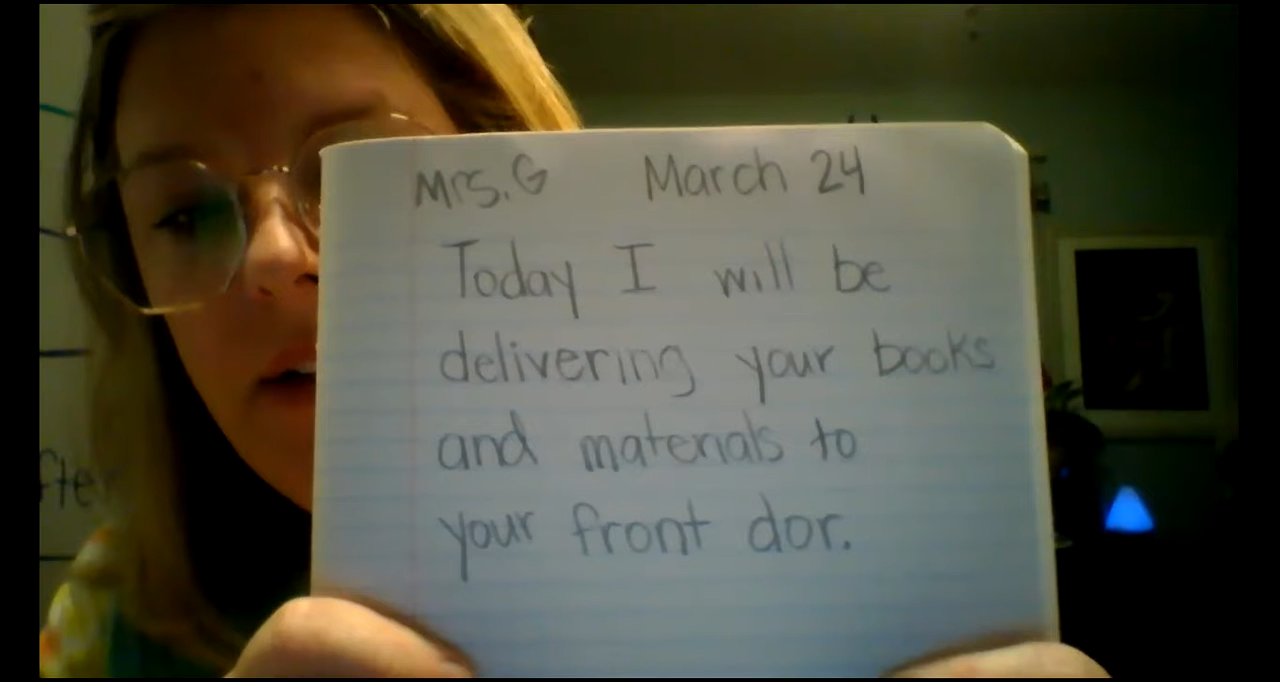 Mrs. G March 24
Today I will be
delivering your books
and materials to
your front dor.